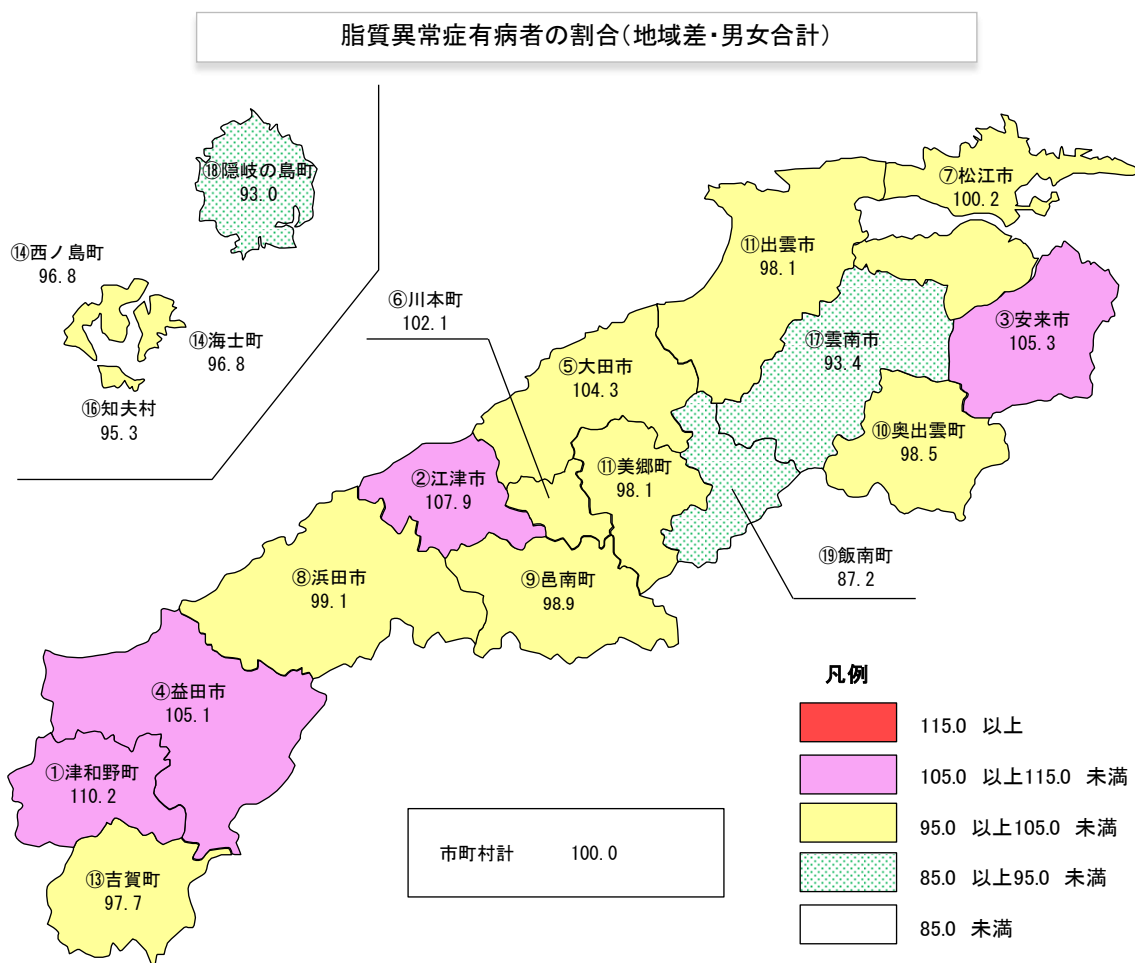 脂質異常症有病者の割合(地域差・男女合計)
⑱隠岐の島町
93.0
⑭西ノ島町
96.8
⑭海士町
96.8
⑯知夫村
95.3
⑦松江市
100.2
⑪出雲市
98.1
⑥川本町
102.1
③安来市
105.3
⑰雲南市
93.4
⑤大田市
104.3
⑩奥出雲町
98.5
⑪美郷町
98.1
②江津市
107.9
⑲飯南町
87.2
⑧浜田市
99.1
⑨邑南町
98.9
④益田市
105.1
①津和野町
110.2
⑬吉賀町
97.7
市町村計 100.0
凡例
115.0 以上
105.0 以上115.0 未満
95.0 以上105.0 未満
85.0 以上95.0 未満
85.0 未満